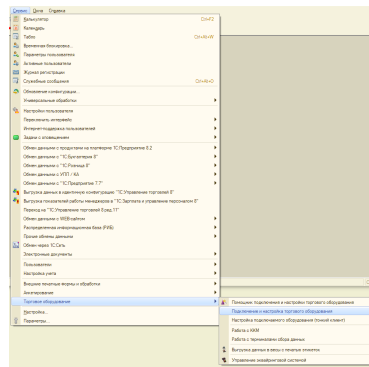 Сервис Окна Справка
Калькулятор Ctrl+F2
Календарь
Табло Ctrl+Alt+W
Временная блокировка...
Параметры пользователя
Активные пользователи
Журнал регистрации
Служебные сообщения Ctrl+Alt+O
Обновление конфигурации...
Универсальные обработки
Настройки пользователя
Переключить интерфейс
Интернет-поддержка пользователей
Задачи с оповещением
Обмен данными с продуктами на платформе 1С:Предприятие 8.2
Обмен данными с "1С:Бухгалтерия 8"
Обмен данными с "1С:Розница 8"
Обмен данными с УПП / КА
Обмен данными с "1С:Предприятие 7.7"
Выгрузка данных в идентичную конфигурацию "1С:Управление торговлей 8"
Выгрузка показателей работы менеджеров в "1С:Зарплата и управление персоналом 8"
Переход на "1С:Управление торговлей 8 ред.11"
Обмен данными с WEB-сайтом
Распределенная информационная база (РИБ)
Прочие обмены данными
Обмен через 1С:Сеть
Электронные документы
Пользователи
Настройка учета
Внешние печатные формы и обработки
Анкетирование
Торговое оборудование
Настройка...
Параметры...
Помощник подключения и настройки торгового оборудования
Подключение и настройка торгового оборудования
Настройка подключаемого оборудования (тонкий клиент)
Работа с ККМ
Работа с терминалами сбора данных
Выгрузка данных в весы с печатью этикеток
Управление эквайринговой системой